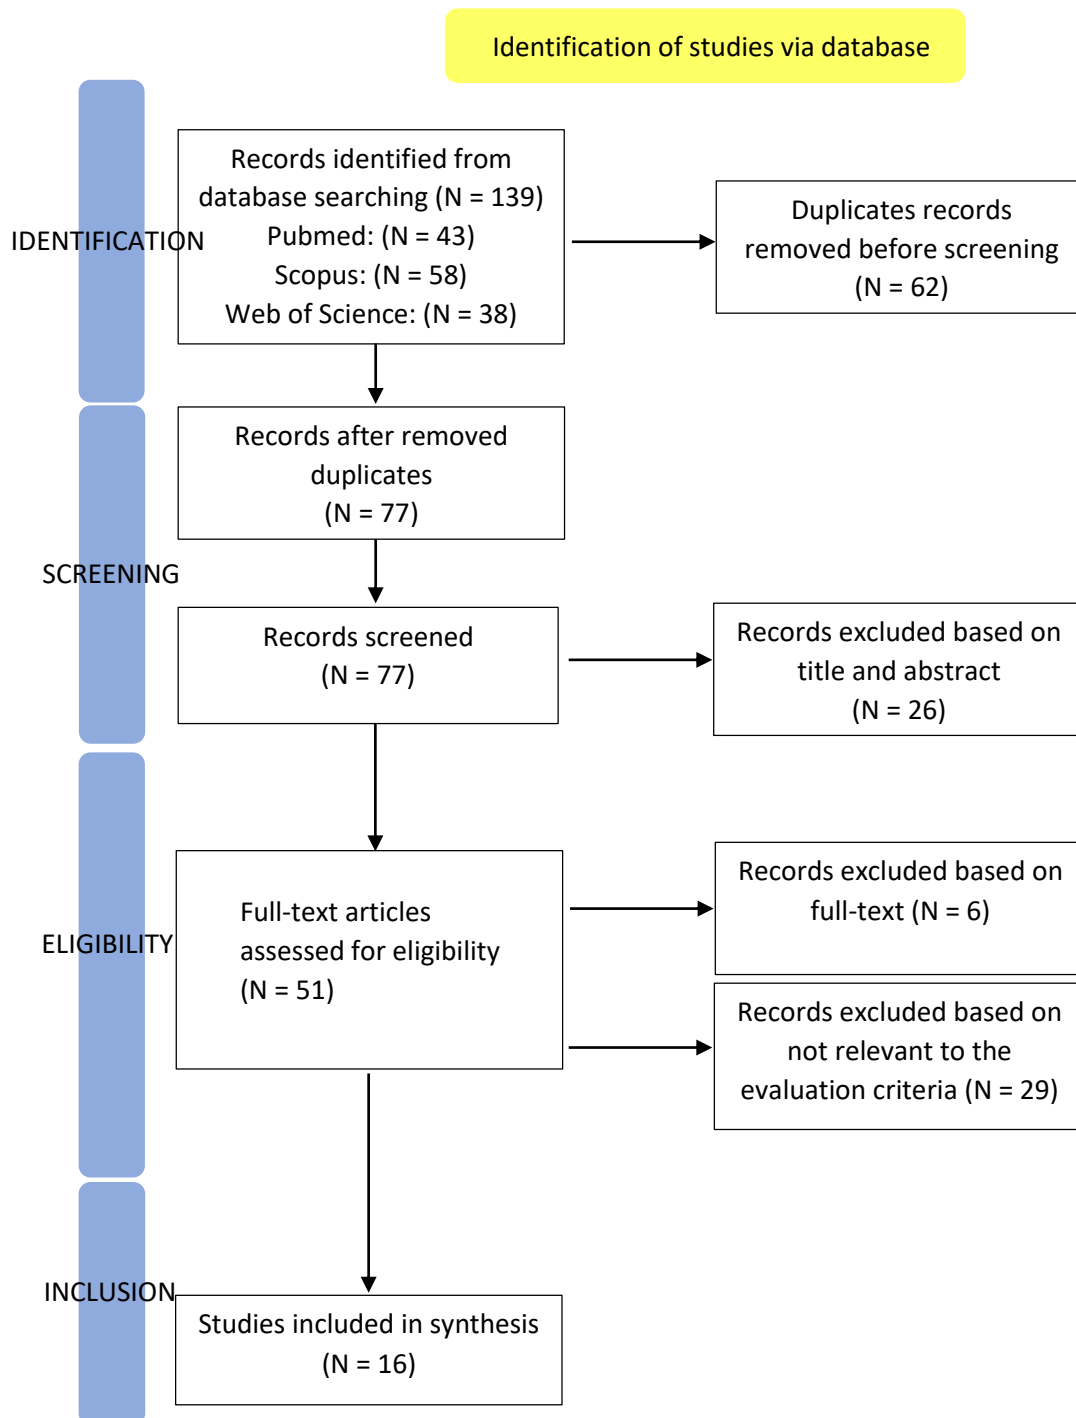 Identification of studies via database
IDENTIFICATION
Records identified from
database searching (N = 139)
Pubmed: (N = 43)
Scopus: (N = 58)
Web of Science: (N = 38)
Duplicates records
removed before screening
(N = 62)
SCREENING
Records after removed
duplicates
(N = 77)
Records screened
(N = 77)
Records excluded based on
title and abstract
(N = 26)
ELIGIBILITY
Full-text articles
assessed for eligibility
(N = 51)
Records excluded based on
full-text (N = 6)
Records excluded based on
not relevant to the
evaluation criteria (N = 29)
INCLUSION
Studies included in synthesis
(N = 16)